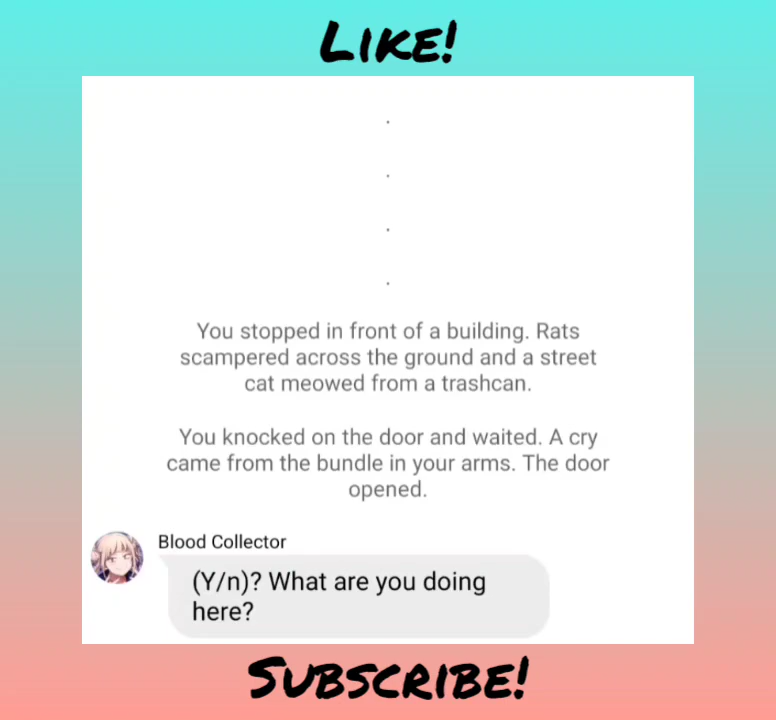 LIKE!
.
.
.
.
You stopped in front of a building. Rats
scampered across the ground and a street
cat meowed from a trashcan.
You knocked on the door and waited. A cry
came from the bundle in your arms. The door
opened.
Blood Collector
(Y/n)? What are you doing
here?
SUBSCRIBE!